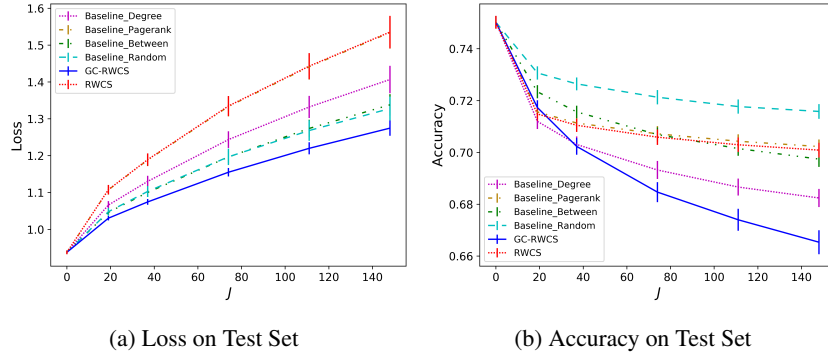 1.6
1.5
1.4
1.3
1.2
1.1
1.0
Loss
Baseline_Degree
Baseline_Pagerank
Baseline_Between
Baseline_Random
GC-RWCS
RWCS
0 20 40 60 80 100 120 140
J
(a) Loss on Test Set
0.74
0.72
0.70
0.68
0.66
Accuracy
Baseline_Degree
Baseline_Pagerank
Baseline_Between
Baseline_Random
GC-RWCS
RWCS
0 20 40 60 80 100 120 140
J
(b) Accuracy on Test Set